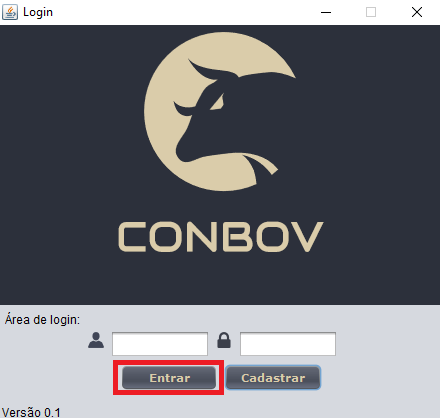 Login
CONBOV
Área de login:
Entrar Cadastrar
Versão 0.1